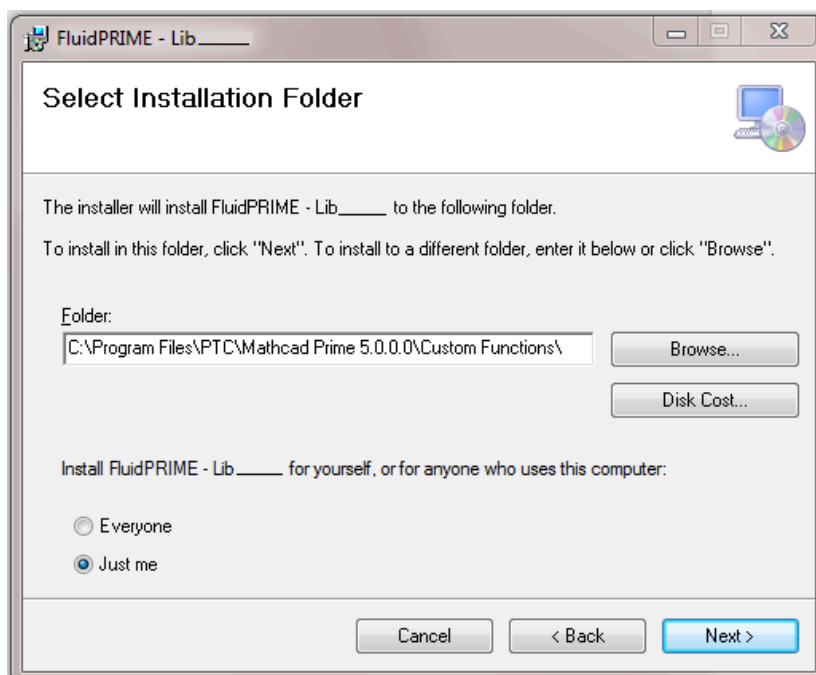 FluidPRIME - Lib_____
Select Installation Folder
The installer will install FluidPRIME - Lib_____ to the following folder.
To install in this folder, click "Next". To install to a different folder, enter it below or click "Browse".
Folder:
C:\Program Files\PTC\Mathcad Prime 5.0.0.0\Custom Functions\
Browse...
Disk Cost...
Install FluidPRIME - Lib_____ for yourself, or for anyone who uses this computer:
Everyone
Just me
Cancel
< Back
Next >